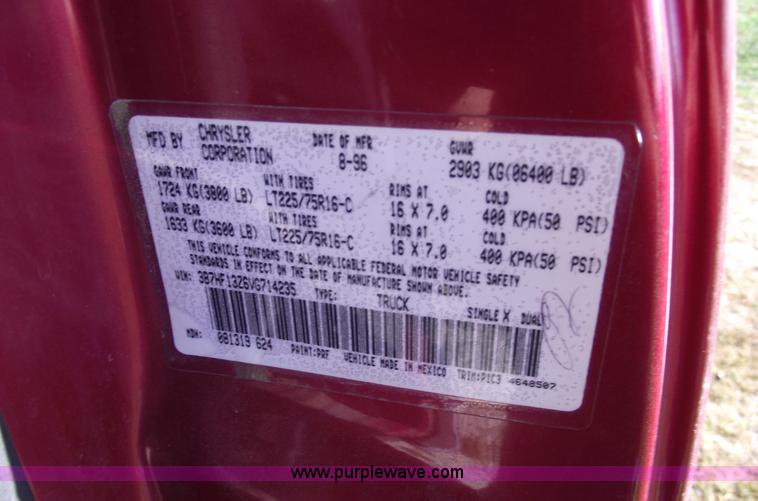 MFD BY CHRYSLER CORPORATION DATE OF MFR 8-96 GVWR 2903 KG(06400 LB)
GAWR FRONT WITH TIRES RIMS AT COLD
1724 KG(3800 LB) LT225/75R16-C 16 X 7.0 400 KPA(50 PSI)
GAWR REAR WITH TIRES RIMS AT COLD
1633 KG(3600 LB) LT225/75R16-C 16 X 7.0 400 KPA(50 PSI)
THIS VEHICLE CONFORMS TO ALL APPLICABLE FEDERAL MOTOR VEHICLE SAFETY
STANDARDS IN EFFECT ON THE DATE OF MANUFACTURE SHOWN ABOVE.
VIN: 3B7HF13Z6VG714235 TYPE: TRUCK SINGLE X DUAL
MDH: 081319 624 PAINT:PRF VEHICLE MADE IN MEXICO TRIM:P1C3 4648507
www.purplewave.com